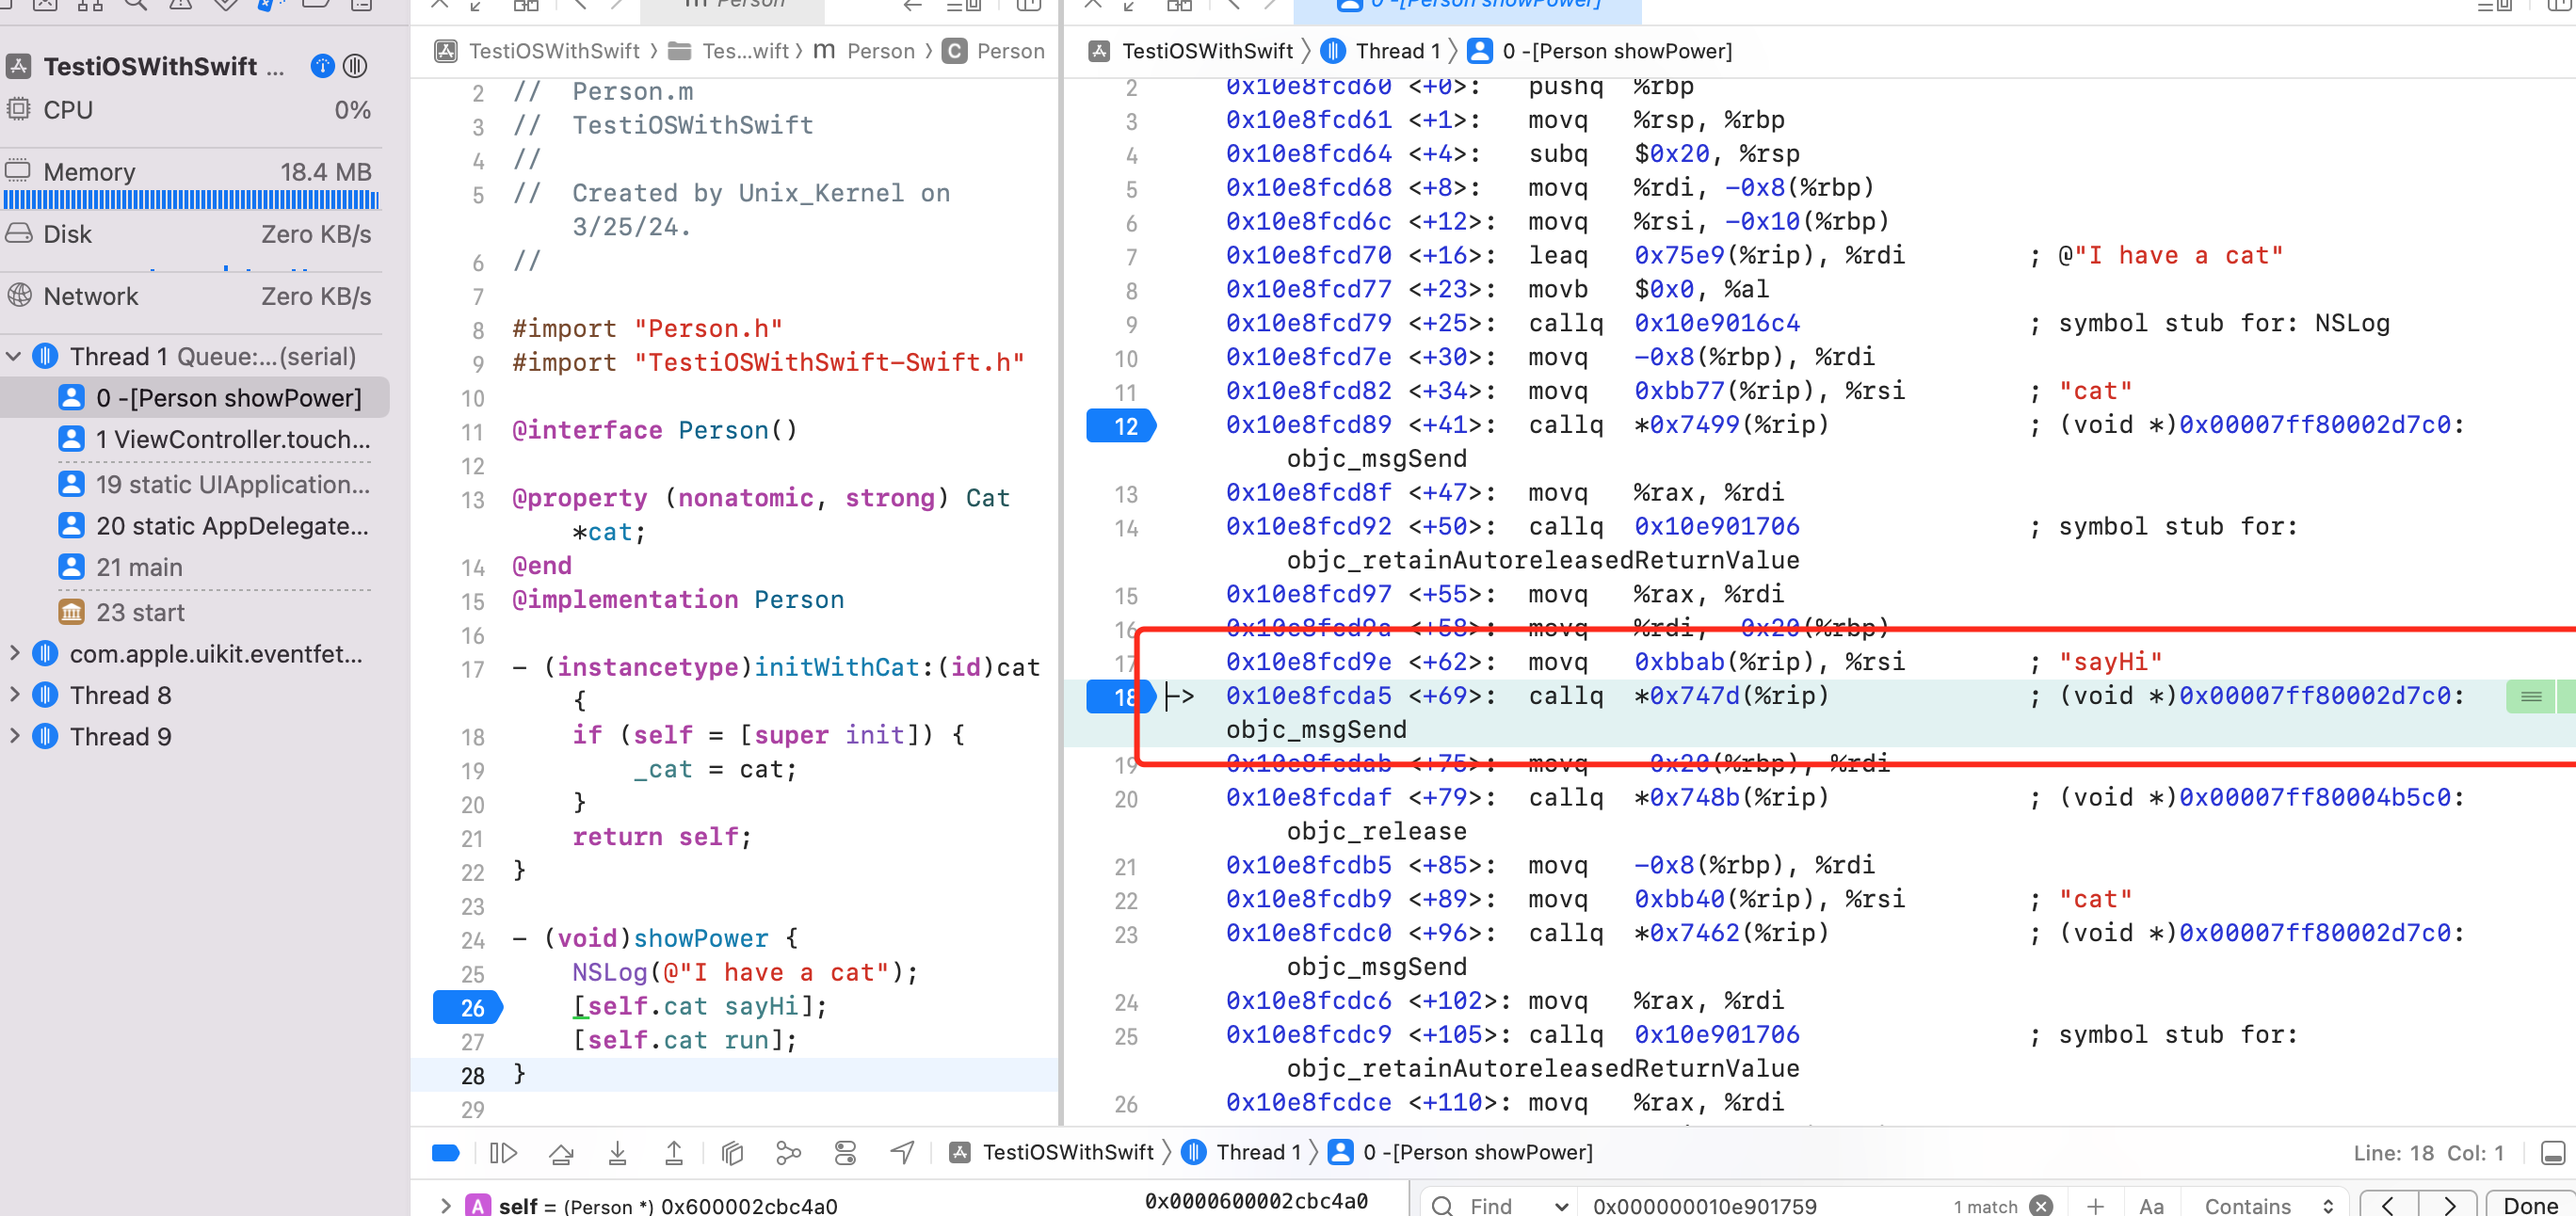 Person
0 -[Person showPower]
TestiOSWithSwift ...
CPU 0%
Memory 18.4 MB
Disk Zero KB/s
Network Zero KB/s
Thread 1 Queue:...(serial)
0 -[Person showPower]
1 ViewController.touch...
19 static UIApplication...
20 static AppDelegate...
21 main
23 start
com.apple.uikit.eventfet...
Thread 8
Thread 9
TestiOSWithSwift 〉 Tes...wift 〉 m Person 〉 C Person
2 // Person.m
3 // TestiOSWithSwift
4 //
5 // Created by Unix_Kernel on
3/25/24.
6 //
7
8 #import "Person.h"
9 #import "TestiOSWithSwift-Swift.h"
10
11 @interface Person()
12
13 @property (nonatomic, strong) Cat
*cat;
14 @end
15 @implementation Person
16
17 - (instancetype)initWithCat:(id)cat
{
18 if (self = [super init]) {
19 _cat = cat;
20 }
21 return self;
22 }
23
24 - (void)showPower {
25 NSLog(@"I have a cat");
26 [self.cat sayHi];
27 [self.cat run];
28 }
29
TestiOSWithSwift 〉 Thread 1 〉 0 -[Person showPower]
2 0x10e8fcd60 <+0>: pushq %rbp
3 0x10e8fcd61 <+1>: movq %rsp, %rbp
4 0x10e8fcd64 <+4>: subq $0x20, %rsp
5 0x10e8fcd68 <+8>: movq %rdi, -0x8(%rbp)
6 0x10e8fcd6c <+12>: movq %rsi, -0x10(%rbp)
7 0x10e8fcd70 <+16>: leaq 0x75e9(%rip), %rdi ; @"I have a cat"
8 0x10e8fcd77 <+23>: movb $0x0, %al
9 0x10e8fcd79 <+25>: callq 0x10e9016c4 ; symbol stub for: NSLog
10 0x10e8fcd7e <+30>: movq -0x8(%rbp), %rdi
11 0x10e8fcd82 <+34>: movq 0xbb77(%rip), %rsi ; "cat"
12 0x10e8fcd89 <+41>: callq *0x7499(%rip) ; (void *)0x00007ff80002d7c0:
objc_msgSend
13 0x10e8fcd8f <+47>: movq %rax, %rdi
14 0x10e8fcd92 <+50>: callq 0x10e901706 ; symbol stub for:
objc_retainAutoreleasedReturnValue
15 0x10e8fcd97 <+55>: movq %rax, %rdi
16 0x10e8fcd9a <+58>: movq %rdi, -0x20(%rbp)
17 0x10e8fcd9e <+62>: movq 0xbbab(%rip), %rsi ; "sayHi"
18 -> 0x10e8fcda5 <+69>: callq *0x747d(%rip) ; (void *)0x00007ff80002d7c0:
objc_msgSend
19 0x10e8fcdab <+75>: movq -0x20(%rbp), %rdi
20 0x10e8fcdaf <+79>: callq *0x748b(%rip) ; (void *)0x00007ff80004b5c0:
objc_release
21 0x10e8fcdb5 <+85>: movq -0x8(%rbp), %rdi
22 0x10e8fcdb9 <+89>: movq 0xbb40(%rip), %rsi ; "cat"
23 0x10e8fcdc0 <+96>: callq *0x7462(%rip) ; (void *)0x00007ff80002d7c0:
objc_msgSend
24 0x10e8fcdc6 <+102>: movq %rax, %rdi
25 0x10e8fcdc9 <+105>: callq 0x10e901706 ; symbol stub for:
objc_retainAutoreleasedReturnValue
26 0x10e8fcdce <+110>: movq %rax, %rdi
TestiOSWithSwift 〉 Thread 1 〉 0 -[Person showPower]
Line: 18 Col: 1
A self = (Person *) 0x600002cbc4a0
0x0000600002cbc4a0
Find 0x000000010e901759 1 match + Aa Contains < > Done